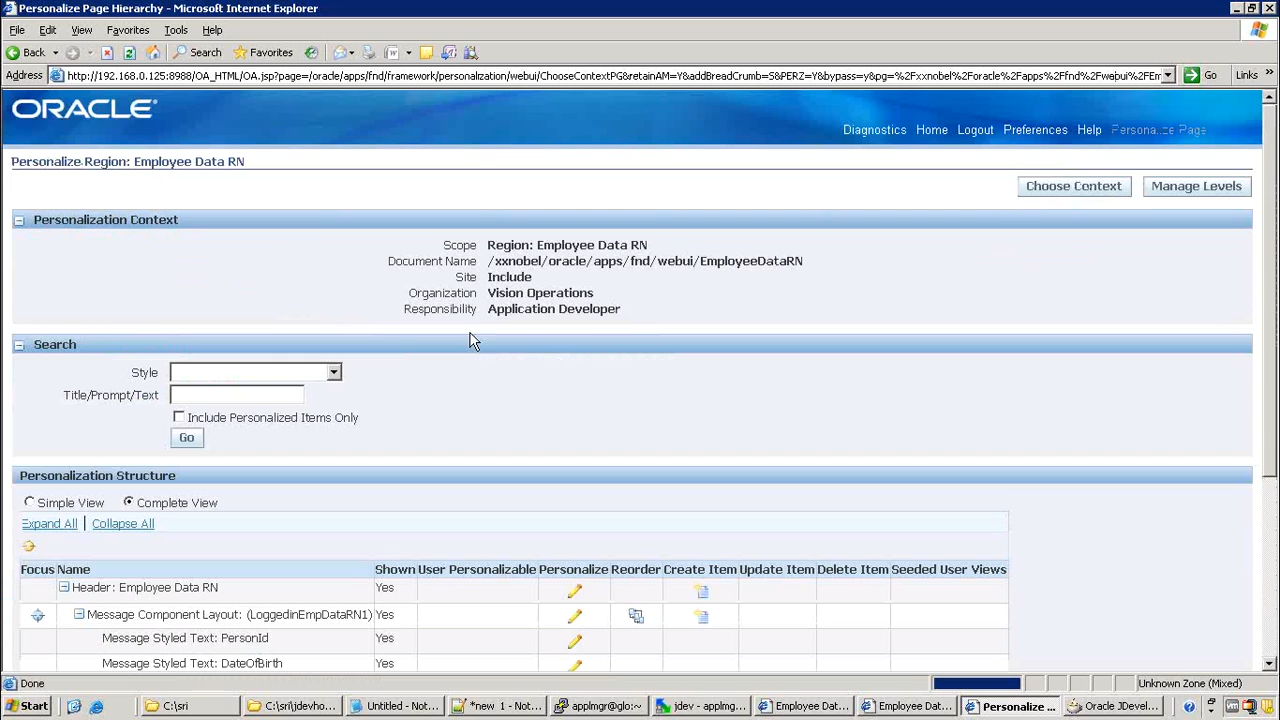 Personalize Page Hierarchy - Microsoft Internet Explorer
File Edit View Favorites Tools Help
Back Search Favorites
Address http://192.168.0.125:8988/OA_HTML/OA.jsp?page=/oracle/apps/fnd/framework/personalization/webui/ChooseContextPG&retainAM=Y&addBreadCrumb=5&PERZ=Y&bypass=y&pg=%2Fxxnobel%2Foracle%2Fapps%2Ffnd%2Fwebui%2FEm Go Links »
ORACLE
Diagnostics Home Logout Preferences Help Personalize Page
Personalize Region: Employee Data RN
Choose Context Manage Levels
Personalization Context
Scope Region: Employee Data RN
Document Name /xxnobel/oracle/apps/fnd/webui/EmployeeDataRN
Site Include
Organization Vision Operations
Responsibility Application Developer
Search
Style
Title/Prompt/Text
Include Personalized Items Only
Go
Personalization Structure
Simple View Complete View
Expand All | Collapse All
Focus Name Shown User Personalizable Personalize Reorder Create Item Update Item Delete Item Seeded User Views
Header: Employee Data RN Yes
Message Component Layout: (LoggedinEmpDataRN1) Yes
Message Styled Text: PersonId Yes
Message Styled Text: DateOfBirth Yes
Done Unknown Zone (Mixed)
Start C:\sri \sri\jdevho... Untitled - Not... *new 1 - Not... applmgr@glo:~ jdev - applmg... Employee Dat... Employee Dat... Personalize ... Oracle JDevel...